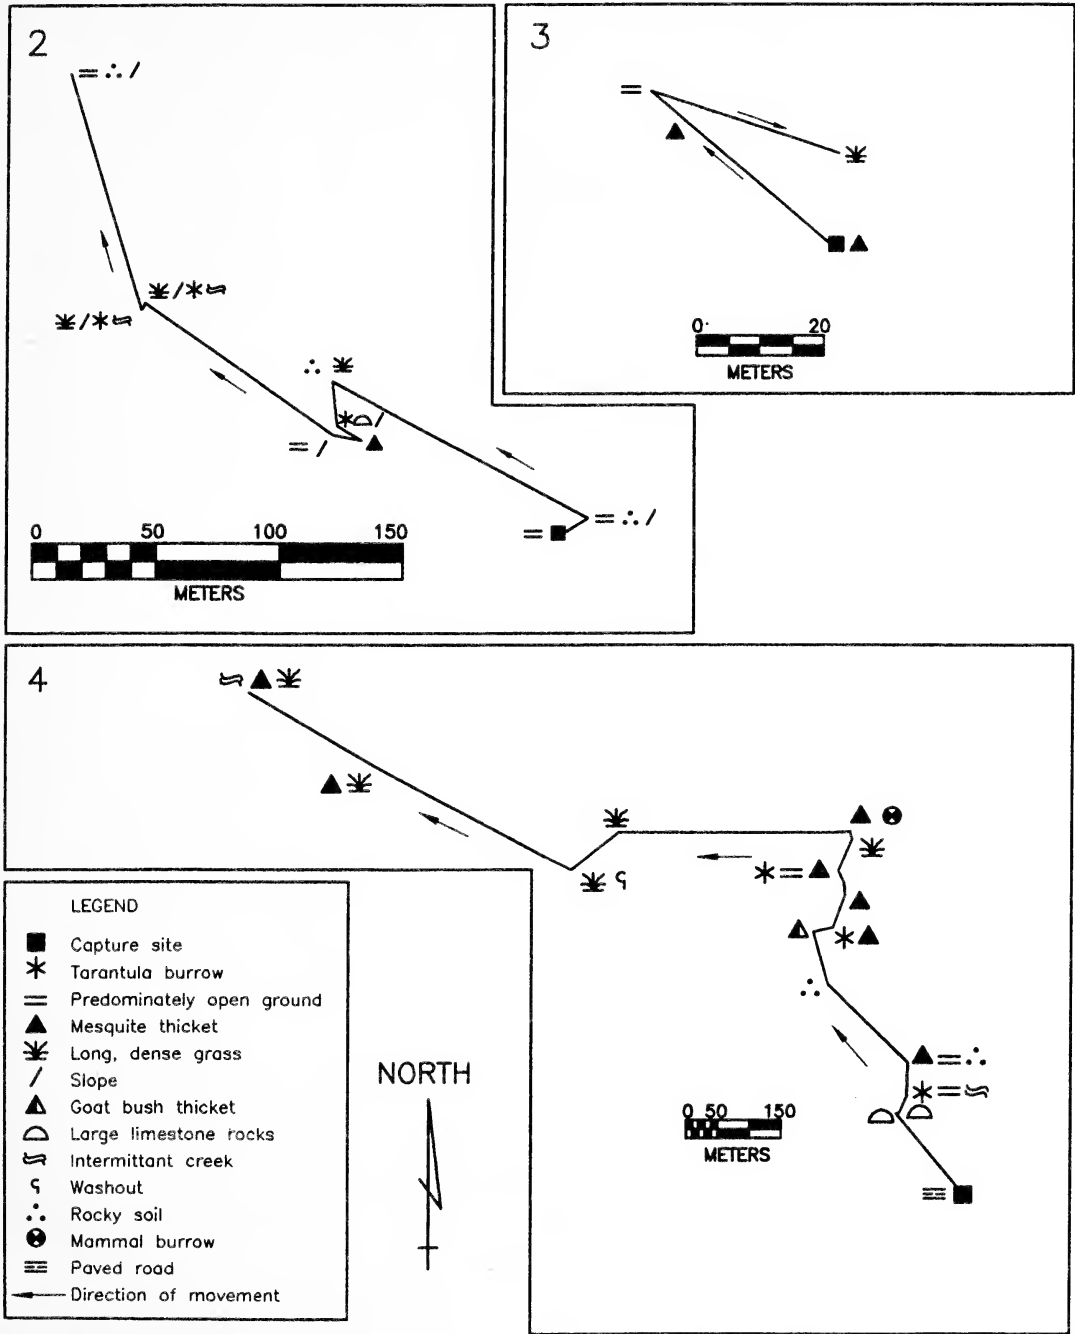 2
3
0 20
METERS
0 50 100 150
METERS
4
LEGEND
Capture site
Tarantula burrow
Predominately open ground
Mesquite thicket
Long, dense grass
Slope
Goat bush thicket
Large limestone rocks
Intermittant creek
Washout
Rocky soil
Mammal burrow
Paved road
Direction of movement
NORTH
0 50 150
METERS